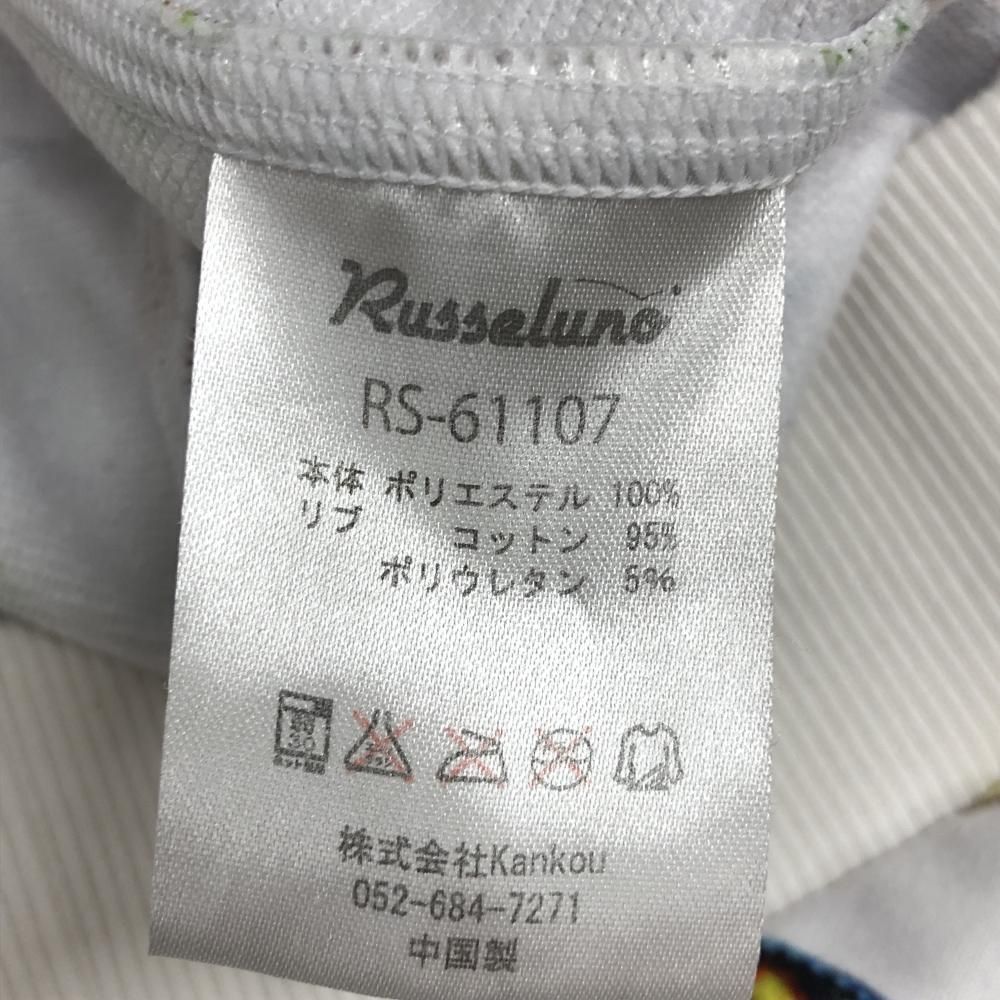 Russeluno
RS-61107
本体 ポリエステル 100%
リブ コットン 95%
ポリウレタン 5%
30
株式会社Kankou
052-684-7271
中国製